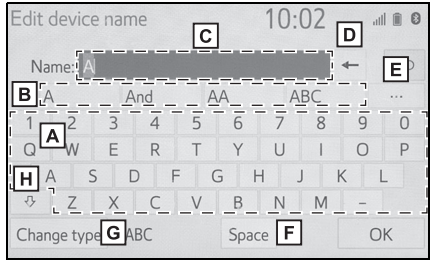 Edit device name 10:02
C D
Name: A ← E
B A And AA ABC ...
1 2 3 4 5 6 7 8 9 0
A
Q W E R T Y U I O P
H A S D F G H J K L
Z X C V B N M –
Change type G ABC Space F OK